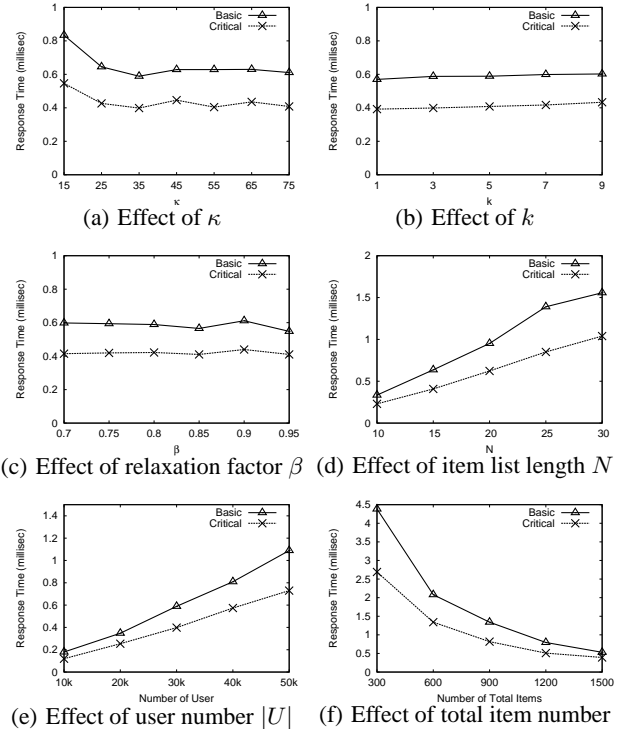 Basic
Critical
Response Time (millisec)
1
0.8
0.6
0.4
0.2
0
15 25 35 45 55 65 75
κ
(a) Effect of κ
Basic
Critical
Response Time (millisec)
1
0.8
0.6
0.4
0.2
0
1 3 5 7 9
k
(b) Effect of k
Basic
Critical
Response Time (millisec)
1
0.8
0.6
0.4
0.2
0
0.7 0.75 0.8 0.85 0.9 0.95
β
(c) Effect of relaxation factor β
Basic
Critical
Response Time (millisec)
2
1.5
1
0.5
0
10 15 20 25 30
N
(d) Effect of item list length N
Basic
Critical
Response Time (millisec)
1.4
1.2
1
0.8
0.6
0.4
0.2
0
10k 20k 30k 40k 50k
Number of User
(e) Effect of user number |U|
Basic
Critical
Response Time (millisec)
4.5
4
3.5
3
2.5
2
1.5
1
0.5
0
300 600 900 1200 1500
Number of Total Items
(f) Effect of total item number